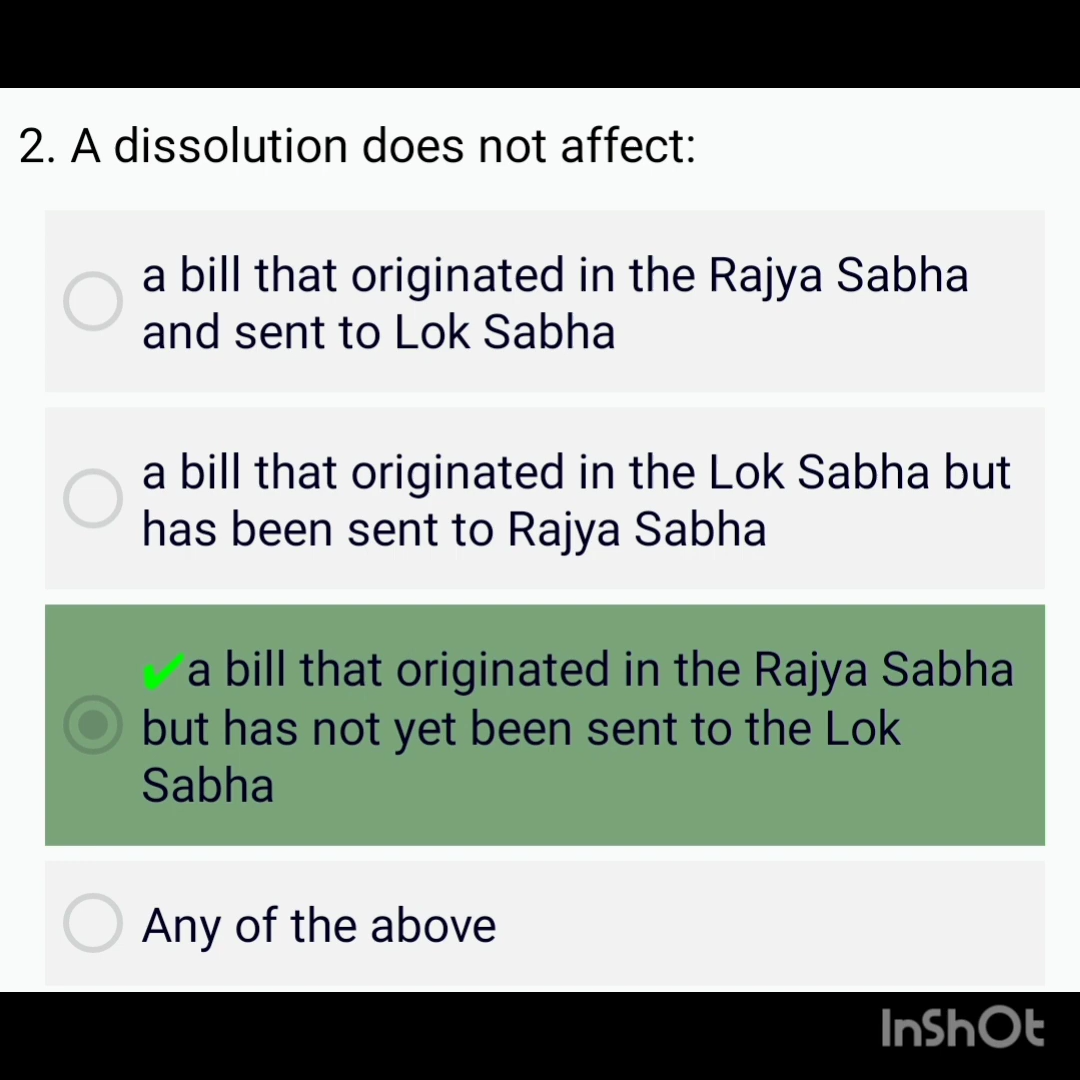 2. A dissolution does not affect:
a bill that originated in the Rajya Sabha
and sent to Lok Sabha
a bill that originated in the Lok Sabha but
has been sent to Rajya Sabha
✔a bill that originated in the Rajya Sabha
but has not yet been sent to the Lok
Sabha
Any of the above
InShOt